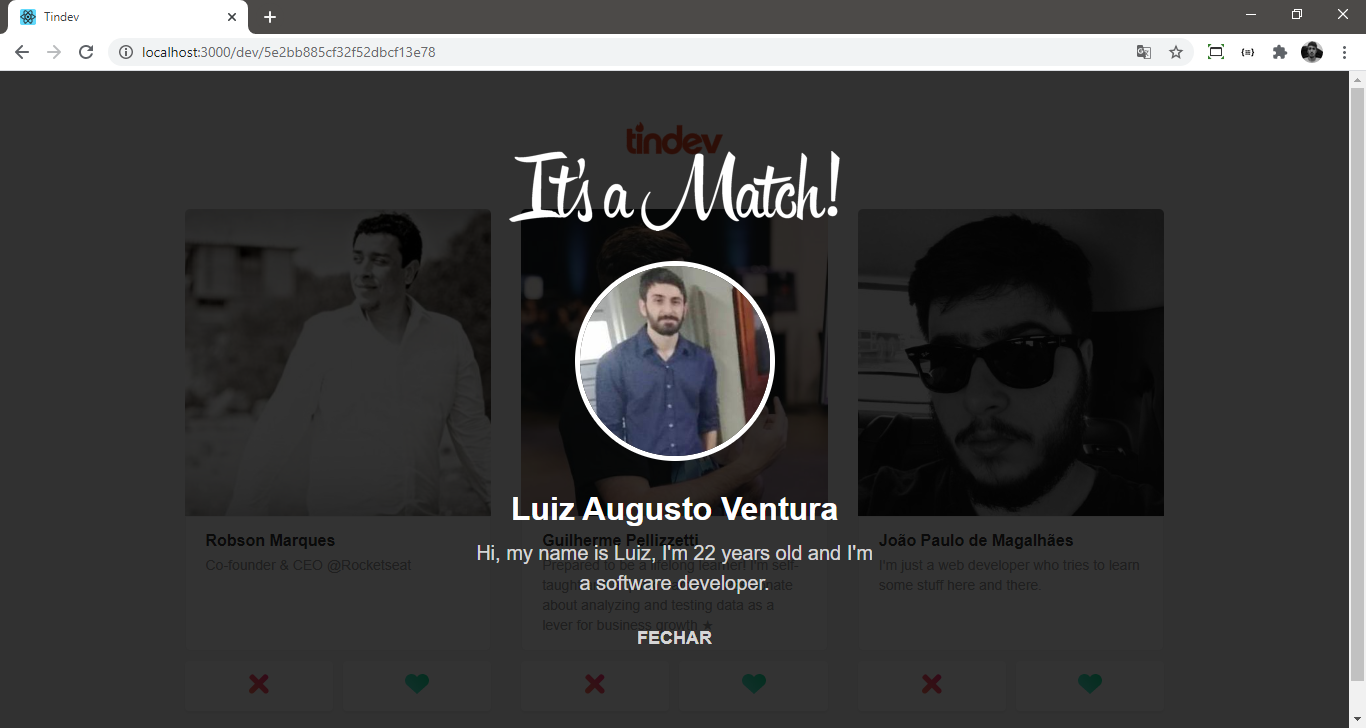 Tindev
localhost:3000/dev/5e2bb885cf32f52dbcf13e78
tindev
It's a Match!
Luiz Augusto Ventura
Hi, my name is Luiz, I'm 22 years old and I'm
a software developer.
FECHAR
Robson Marques
Co-founder & CEO @Rocketseat
Guilherme Pellizzetti
Prepared to be a lifelong learner! I'm self-
taught
about analyzing and testing data as a
lever for business growth ★
João Paulo de Magalhães
I'm just a web developer who tries to learn
some stuff here and there.